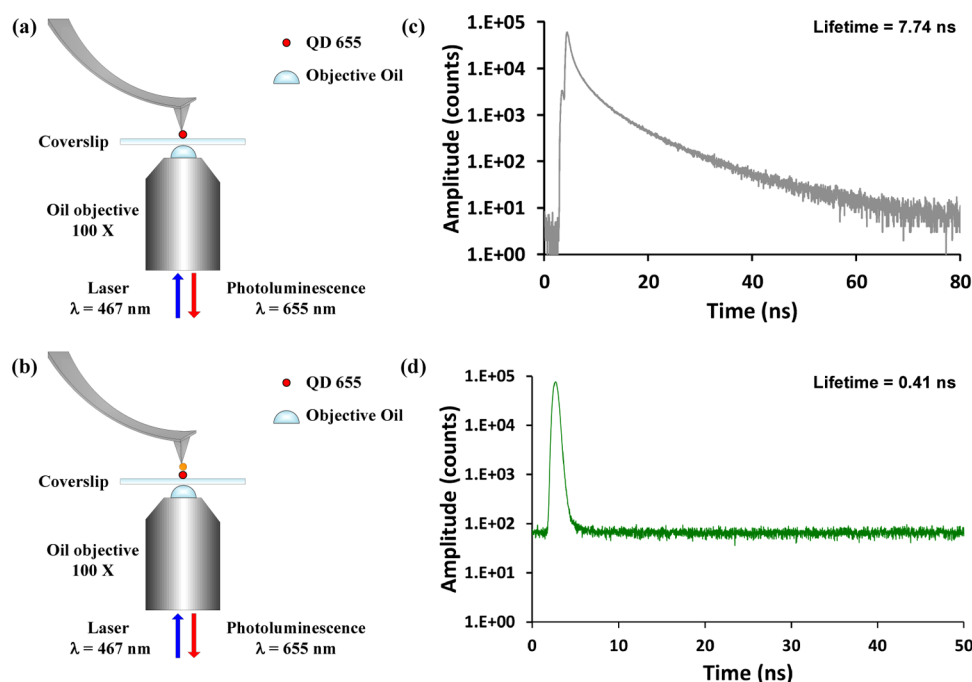 (a)
QD 655
Objective Oil
Coverslip
Oil objective
100 X
Laser
λ = 467 nm
Photoluminescence
λ = 655 nm
(c)
Lifetime = 7.74 ns
Amplitude (counts)
1.E+05
1.E+04
1.E+03
1.E+02
1.E+01
1.E+00
0 20 40 60 80
Time (ns)
(b)
QD 655
Objective Oil
Coverslip
Oil objective
100 X
Laser
λ = 467 nm
Photoluminescence
λ = 655 nm
(d)
Lifetime = 0.41 ns
Amplitude (counts)
1.E+05
1.E+04
1.E+03
1.E+02
1.E+01
1.E+00
0 10 20 30 40 50
Time (ns)